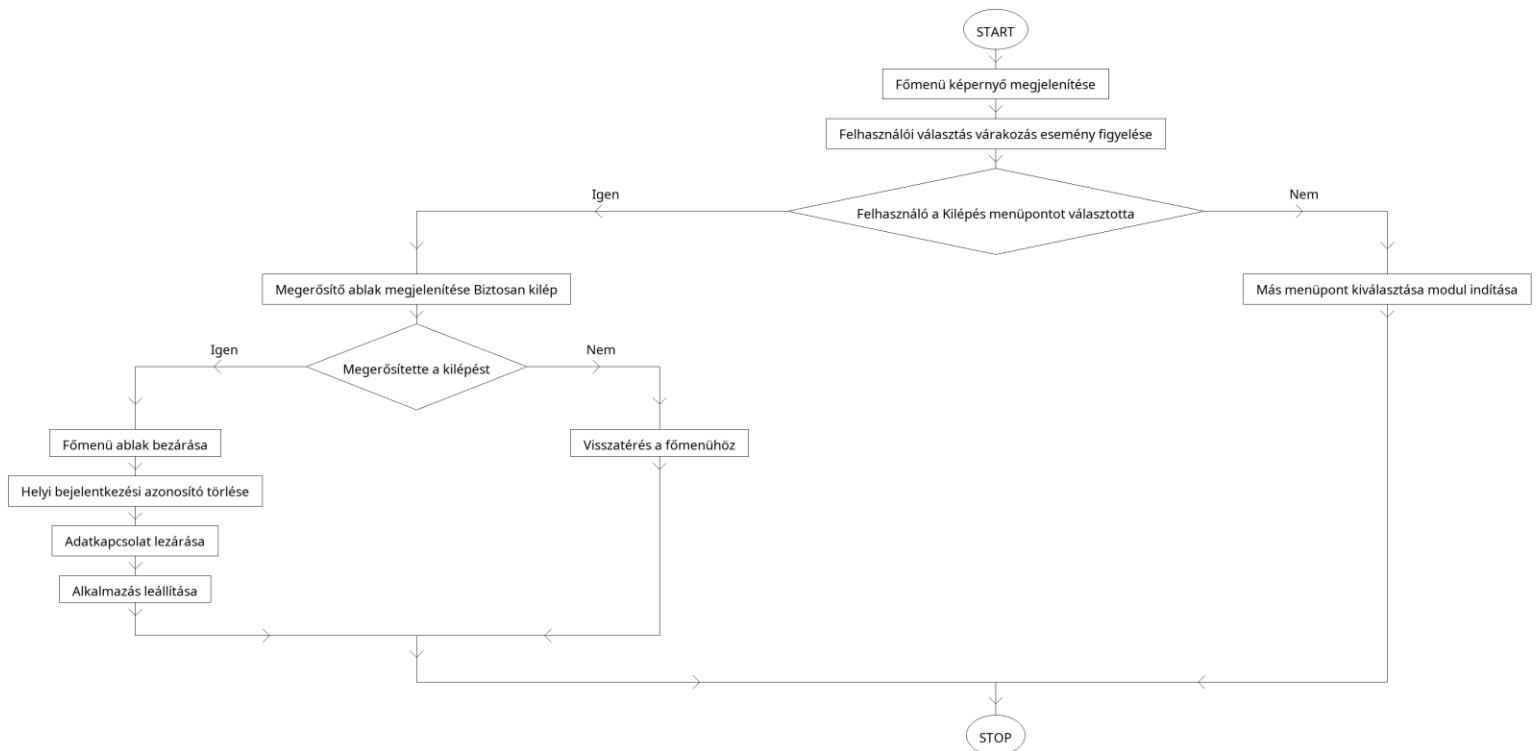 START
Főmenü képernyő megjelenítése
Felhasználói választás várakozás esemény figyelése
Felhasználó a Kilépés menüpontot választotta
Igen
Nem
Megerősítő ablak megjelenítése Biztosan kilép
Más menüpont kiválasztása modul indítása
Megerősítette a kilépést
Igen
Nem
Főmenü ablak bezárása
Visszatérés a főmenühöz
Helyi bejelentkezési azonosító törlése
Adatkapcsolat lezárása
Alkalmazás leállítása
STOP